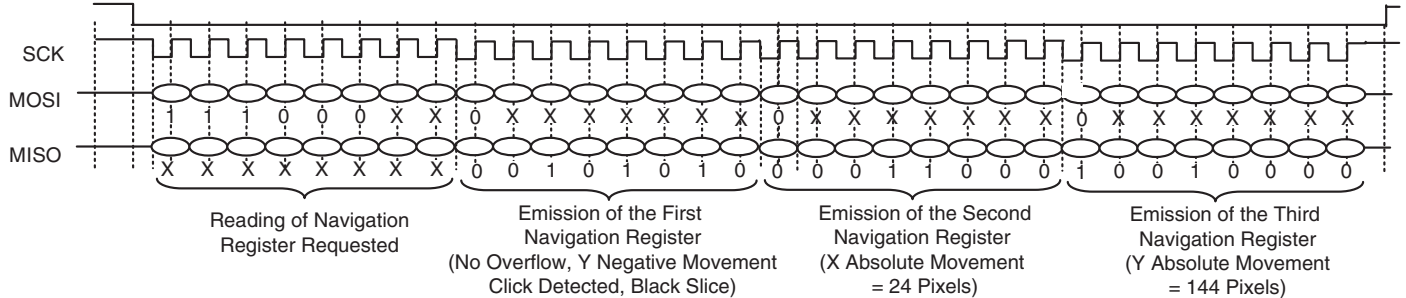 SCK
MOSI
1 1 1 0 0 0 X X 0 X X X X X X X 0 X X X X X X X 0 X X X X X X X
MISO
X X X X X X X X 0 0 1 0 1 0 1 0 0 0 0 1 1 0 0 0 1 0 0 1 0 0 0 0
Reading of Navigation
Register Requested
Emission of the First
Navigation Register
(No Overflow, Y Negative Movement
Click Detected, Black Slice)
Emission of the Second
Navigation Register
(X Absolute Movement
= 24 Pixels)
Emission of the Third
Navigation Register
(Y Absolute Movement
= 144 Pixels)